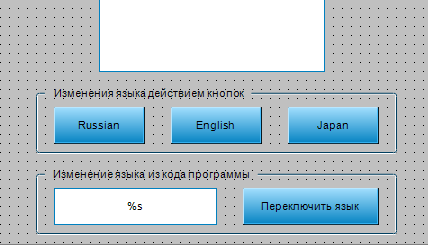 Изменения языка действием кнопок
Russian English Japan
Изменение языка из кода программы
%s Переключить язык